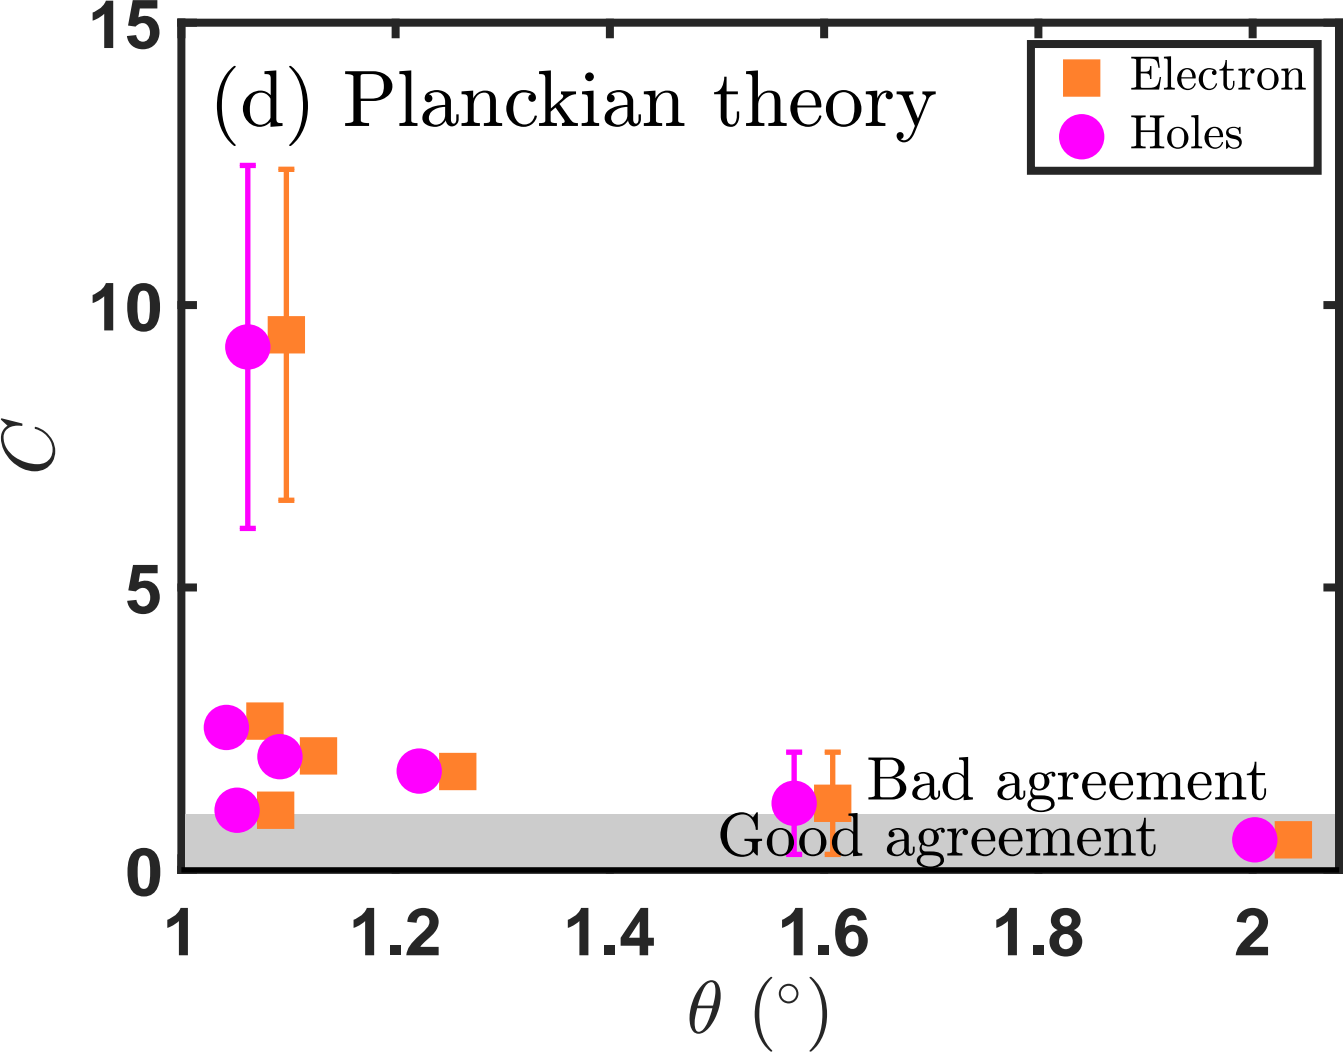 15
(d) Planckian theory
Electron
Holes
10
C
5
Bad agreement
Good agreement
0
1 1.2 1.4 1.6 1.8 2
θ (°)